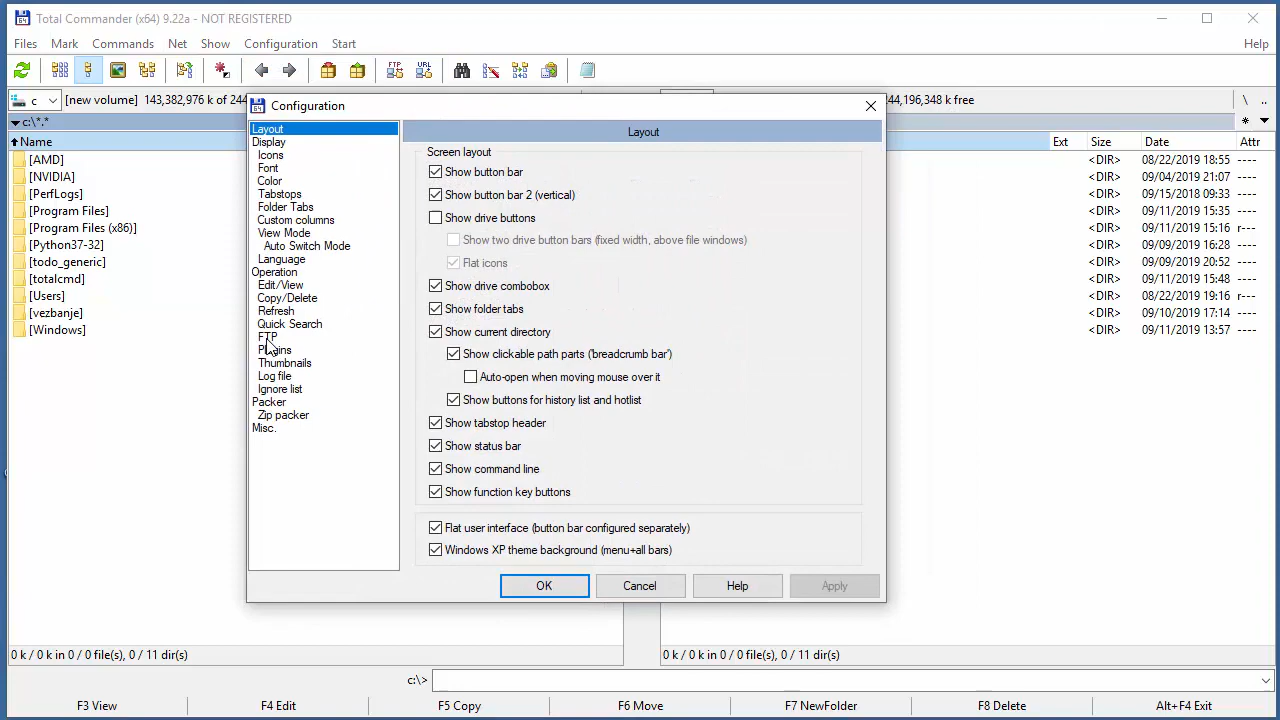 Total Commander (x64) 9.22a - NOT REGISTERED
Files Mark Commands Net Show Configuration Start Help
FTP URL
c [new volume] 143,382,976 k of 244 244,196,348 k free \ ..
c:\*.* * 
Name Ext Size Date Attr
[AMD] <DIR> 08/22/2019 18:55 ----
[NVIDIA] <DIR> 09/04/2019 21:07 ----
[PerfLogs] <DIR> 09/15/2018 09:33 ----
[Program Files] <DIR> 09/11/2019 15:35 ----
[Program Files (x86)] <DIR> 09/11/2019 15:16 r---
[Python37-32] <DIR> 09/09/2019 16:28 ----
[todo_generic] <DIR> 09/09/2019 20:52 ----
[totalcmd] <DIR> 09/11/2019 15:48 ----
[Users] <DIR> 08/22/2019 19:16 r---
[vezbanje] <DIR> 09/10/2019 17:14 ----
[Windows] <DIR> 09/11/2019 13:57 ----
64 Configuration
Layout
Display
Icons
Font
Color
Tabstops
Folder Tabs
Custom columns
View Mode
Auto Switch Mode
Language
Operation
Edit/View
Copy/Delete
Refresh
Quick Search
FTP
Plugins
Thumbnails
Log file
Ignore list
Packer
Zip packer
Misc.
Layout
Screen layout
Show button bar
Show button bar 2 (vertical)
Show drive buttons
Show two drive button bars (fixed width, above file windows)
Flat icons
Show drive combobox
Show folder tabs
Show current directory
Show clickable path parts ('breadcrumb bar')
Auto-open when moving mouse over it
Show buttons for history list and hotlist
Show tabstop header
Show status bar
Show command line
Show function key buttons
Flat user interface (button bar configured separately)
Windows XP theme background (menu+all bars)
OK Cancel Help Apply
0 k / 0 k in 0 / 0 file(s), 0 / 11 dir(s) 0 k / 0 k in 0 / 0 file(s), 0 / 11 dir(s)
c:\>
F3 View F4 Edit F5 Copy F6 Move F7 NewFolder F8 Delete Alt+F4 Exit